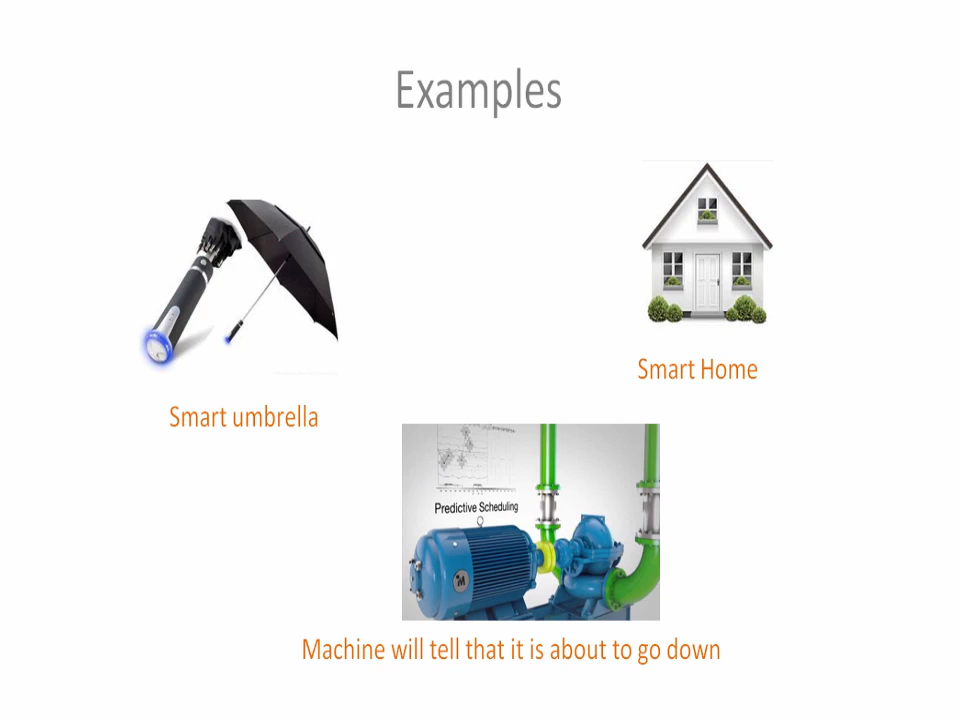 Examples
Smart Home
Smart umbrella
Predictive Scheduling
M
Machine will tell that it is about to go down